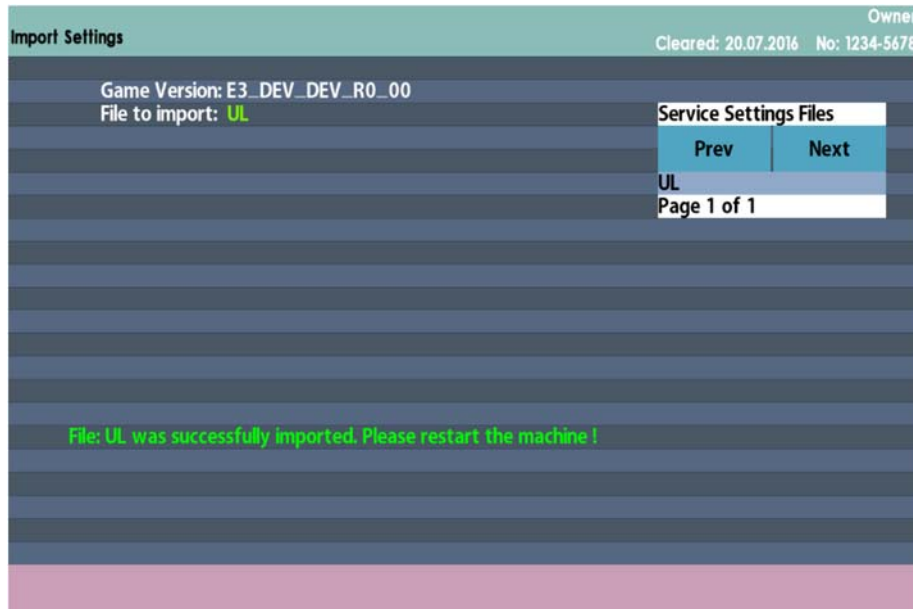 Owner
Import Settings
Cleared: 20.07.2016 No: 1234-5678
Game Version: E3_DEV_DEV_R0_00
File to import: UL
Service Settings Files
Prev Next
UL
Page 1 of 1
File: UL was successfully imported. Please restart the machine !